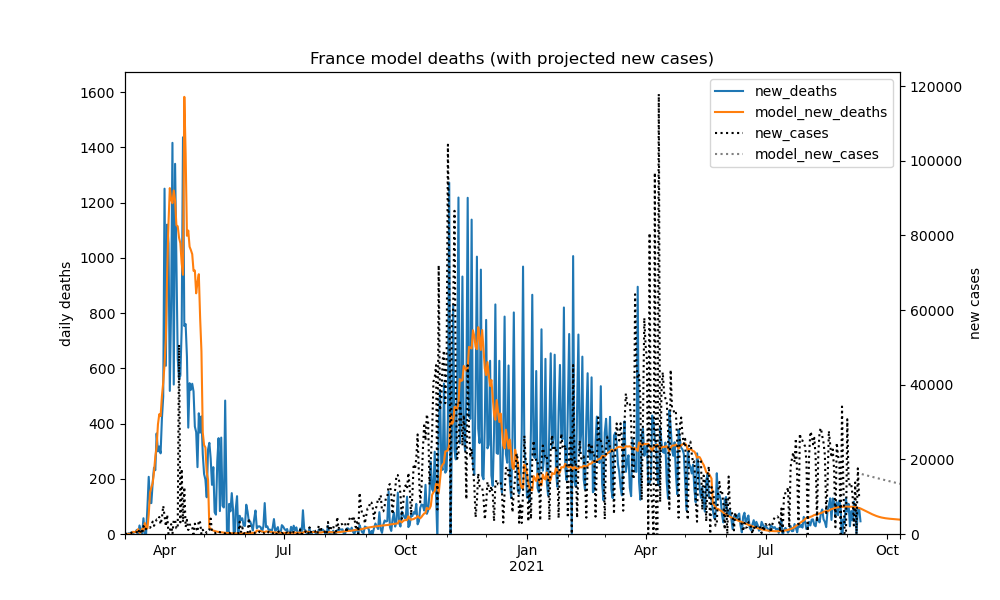 France model deaths (with projected new cases)
new_deaths
model_new_deaths
new_cases
model_new_cases
1600
1400
1200
1000
800
600
400
200
0
daily deaths
120000
100000
80000
60000
40000
20000
0
new cases
Apr Jul Oct Jan Apr Jul Oct
2021